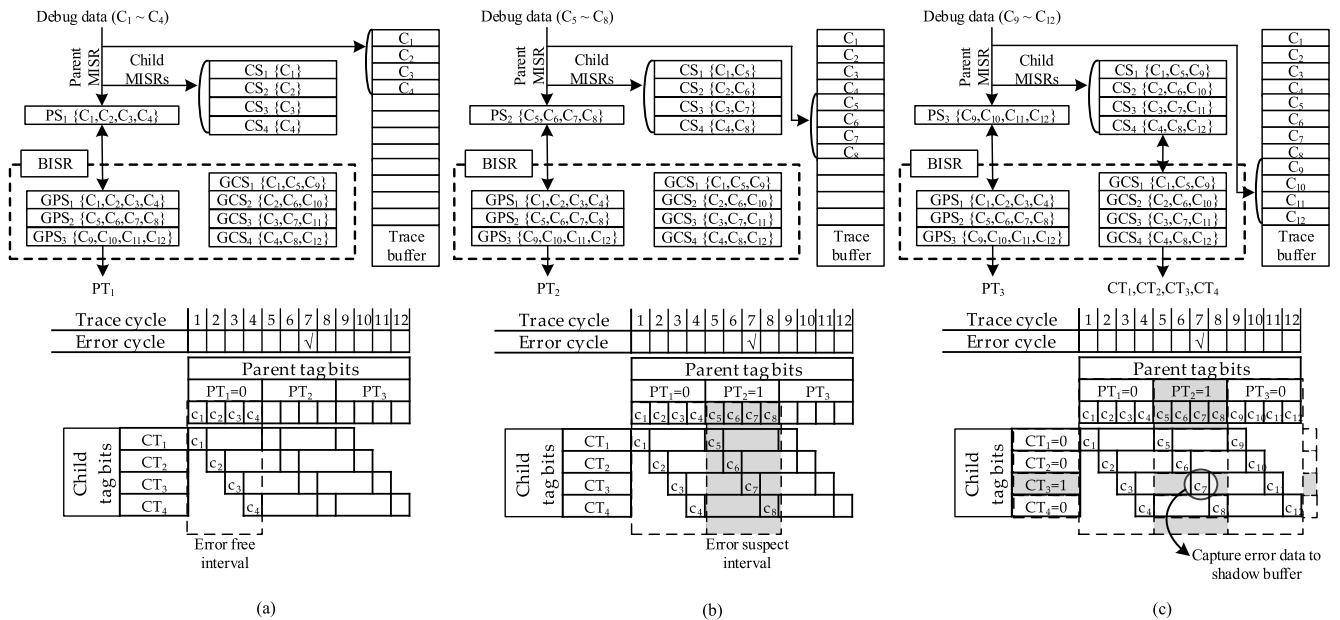 Debug data (C₁ ~ C₄)
Parent MISR
Child MISRs
CS₁ {C₁}
CS₂ {C₂}
CS₃ {C₃}
CS₄ {C₄}
PS₁ {C₁,C₂,C₃,C₄}
BISR
GPS₁ {C₁,C₂,C₃,C₄}
GPS₂ {C₅,C₆,C₇,C₈}
GPS₃ {C₉,C₁₀,C₁₁,C₁₂}
GCS₁ {C₁,C₅,C₉}
GCS₂ {C₂,C₆,C₁₀}
GCS₃ {C₃,C₇,C₁₁}
GCS₄ {C₄,C₈,C₁₂}
C₁
C₂
C₃
C₄
Trace
buffer
PT₁
Trace cycle 1 2 3 4 5 6 7 8 9 10 11 12
Error cycle √
Parent tag bits
PT₁=0 PT₂ PT₃
c₁ c₂ c₃ c₄
Child
tag bits
CT₁ c₁
CT₂ c₂
CT₃ c₃
CT₄ c₄
Error free
interval
(a)
Debug data (C₅ ~ C₈)
Parent MISR
Child MISRs
CS₁ {C₁,C₅}
CS₂ {C₂,C₆}
CS₃ {C₃,C₇}
CS₄ {C₄,C₈}
PS₂ {C₅,C₆,C₇,C₈}
BISR
GPS₁ {C₁,C₂,C₃,C₄}
GPS₂ {C₅,C₆,C₇,C₈}
GPS₃ {C₉,C₁₀,C₁₁,C₁₂}
GCS₁ {C₁,C₅,C₉}
GCS₂ {C₂,C₆,C₁₀}
GCS₃ {C₃,C₇,C₁₁}
GCS₄ {C₄,C₈,C₁₂}
C₁
C₂
C₃
C₄
C₅
C₆
C₇
C₈
Trace
buffer
PT₂
Trace cycle 1 2 3 4 5 6 7 8 9 10 11 12
Error cycle √
Parent tag bits
PT₁=0 PT₂=1 PT₃
c₁ c₂ c₃ c₄ c₅ c₆ c₇ c₈
Child
tag bits
CT₁ c₁ c₅
CT₂ c₂ c₆
CT₃ c₃ c₇
CT₄ c₄ c₈
Error suspect
interval
(b)
Debug data (C₉ ~ C₁₂)
Parent MISR
Child MISRs
CS₁ {C₁,C₅,C₉}
CS₂ {C₂,C₆,C₁₀}
CS₃ {C₃,C₇,C₁₁}
CS₄ {C₄,C₈,C₁₂}
PS₃ {C₉,C₁₀,C₁₁,C₁₂}
BISR
GPS₁ {C₁,C₂,C₃,C₄}
GPS₂ {C₅,C₆,C₇,C₈}
GPS₃ {C₉,C₁₀,C₁₁,C₁₂}
GCS₁ {C₁,C₅,C₉}
GCS₂ {C₂,C₆,C₁₀}
GCS₃ {C₃,C₇,C₁₁}
GCS₄ {C₄,C₈,C₁₂}
C₁
C₂
C₃
C₄
C₅
C₆
C₇
C₈
C₉
C₁₀
C₁₁
C₁₂
Trace
buffer
PT₃
CT₁,CT₂,CT₃,CT₄
Trace cycle 1 2 3 4 5 6 7 8 9 10 11 12
Error cycle √
Parent tag bits
PT₁=0 PT₂=1 PT₃=0
c₁ c₂ c₃ c₄ c₅ c₆ c₇ c₈ c₉ c₁₀ c₁₁ c₁₂
Child
tag bits
CT₁=0 c₁ c₅ c₉
CT₂=0 c₂ c₆ c₁₀
CT₃=1 c₃ c₇ c₁₁
CT₄=0 c₄ c₈ c₁₂
Capture error data to
shadow buffer
(c)